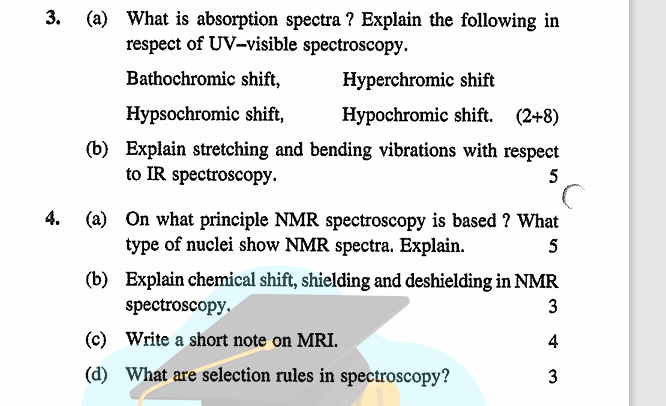 3. (a) What is absorption spectra ? Explain the following in
respect of UV–visible spectroscopy.
Bathochromic shift, Hyperchromic shift
Hypsochromic shift, Hypochromic shift. (2+8)
(b) Explain stretching and bending vibrations with respect
to IR spectroscopy. 5
4. (a) On what principle NMR spectroscopy is based ? What
type of nuclei show NMR spectra. Explain. 5
(b) Explain chemical shift, shielding and deshielding in NMR
spectroscopy. 3
(c) Write a short note on MRI. 4
(d) What are selection rules in spectroscopy? 3